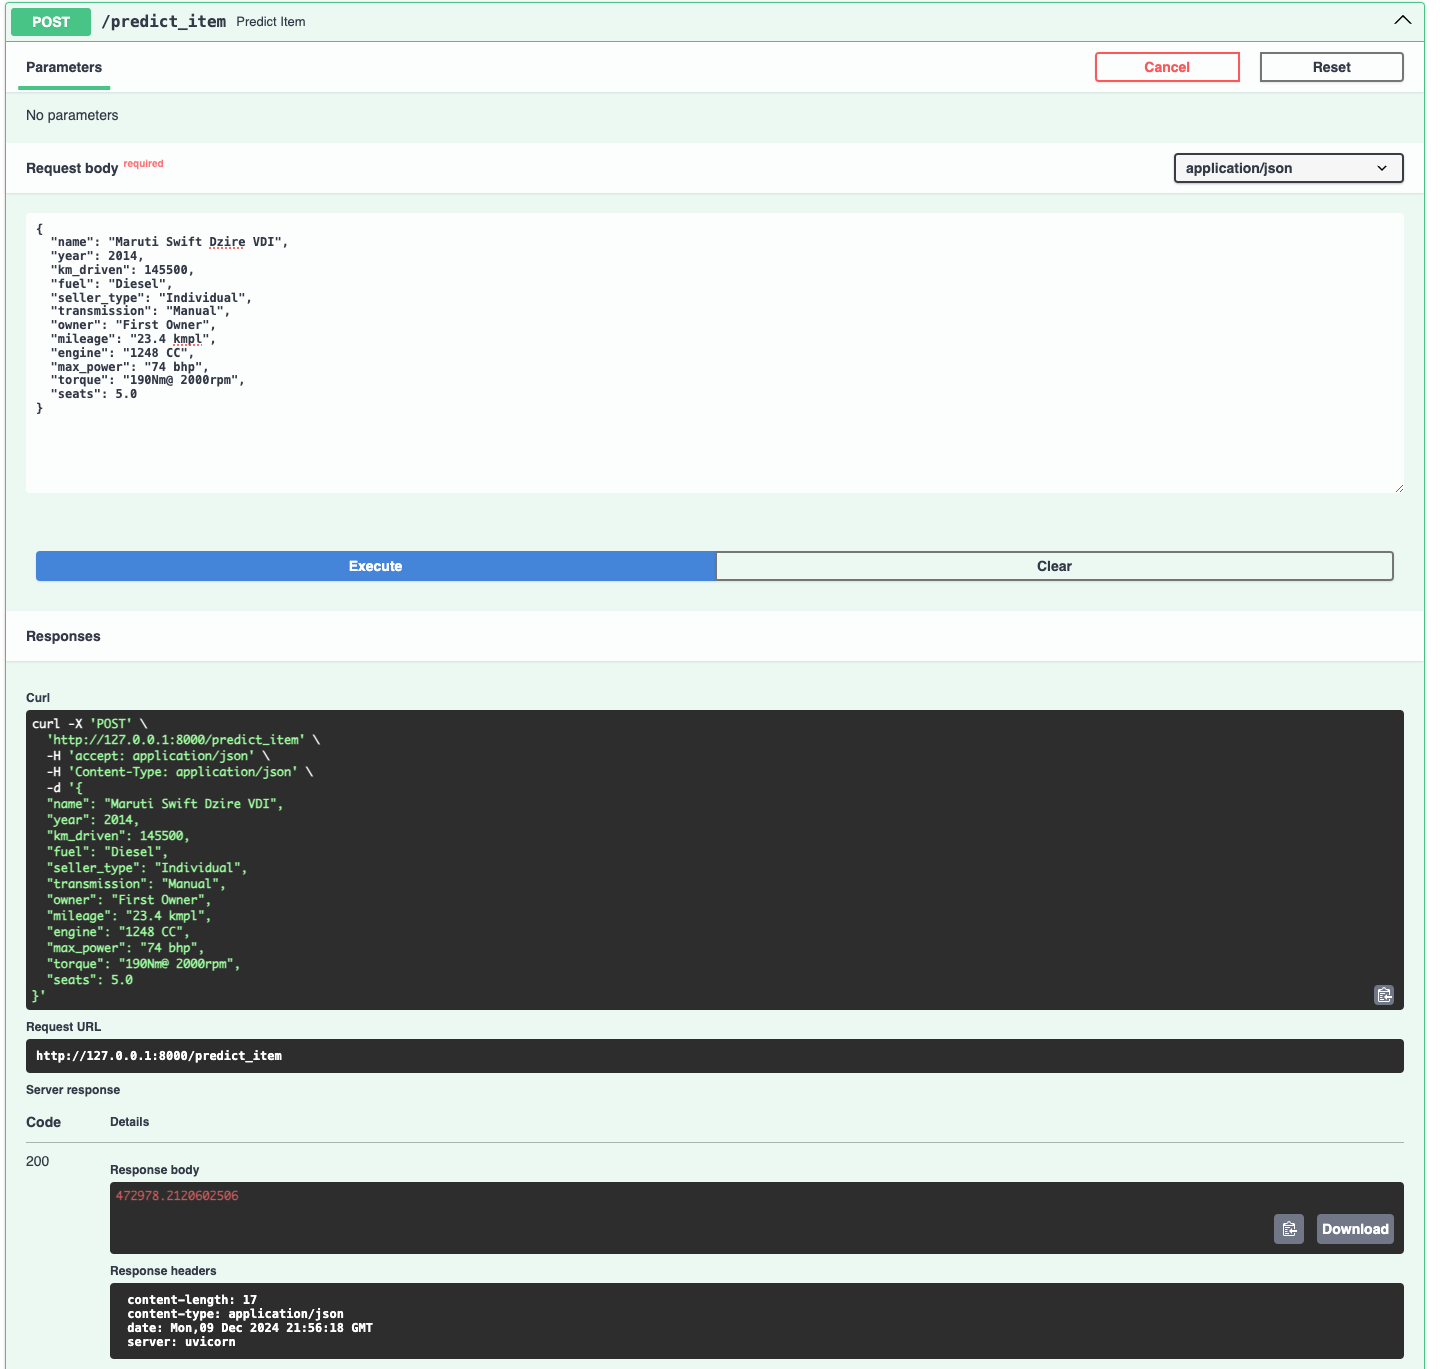 POST /predict_item Predict Item
Parameters
Cancel
Reset
No parameters
Request body required
application/json
{
  "name": "Maruti Swift Dzire VDI",
  "year": 2014,
  "km_driven": 145500,
  "fuel": "Diesel",
  "seller_type": "Individual",
  "transmission": "Manual",
  "owner": "First Owner",
  "mileage": "23.4 kmpl",
  "engine": "1248 CC",
  "max_power": "74 bhp",
  "torque": "190Nm@ 2000rpm",
  "seats": 5.0
}
Execute
Clear
Responses
Curl
curl -X 'POST' \
  'http://127.0.0.1:8000/predict_item' \
  -H 'accept: application/json' \
  -H 'Content-Type: application/json' \
  -d '{
  "name": "Maruti Swift Dzire VDI",
  "year": 2014,
  "km_driven": 145500,
  "fuel": "Diesel",
  "seller_type": "Individual",
  "transmission": "Manual",
  "owner": "First Owner",
  "mileage": "23.4 kmpl",
  "engine": "1248 CC",
  "max_power": "74 bhp",
  "torque": "190Nm@ 2000rpm",
  "seats": 5.0
}'
Request URL
http://127.0.0.1:8000/predict_item
Server response
Code Details
200
Response body
472978.2120602506
Download
Response headers
content-length: 17
content-type: application/json
date: Mon,09 Dec 2024 21:56:18 GMT
server: uvicorn